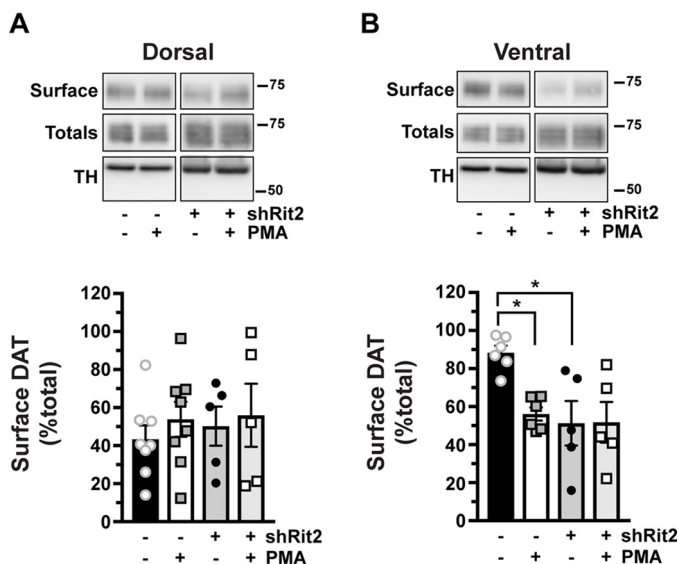 A
Dorsal
Surface
–75
Totals
–75
TH
–50
- - + + shRit2
- + - + PMA
Surface DAT
(%total)
120
100
80
60
40
20
0
- - + + shRit2
- + - + PMA
B
Ventral
Surface
–75
Totals
–75
TH
–50
- - + + shRit2
- + - + PMA
Surface DAT
(%total)
120
100
80
60
40
20
0
*
*
- - + + shRit2
- + - + PMA